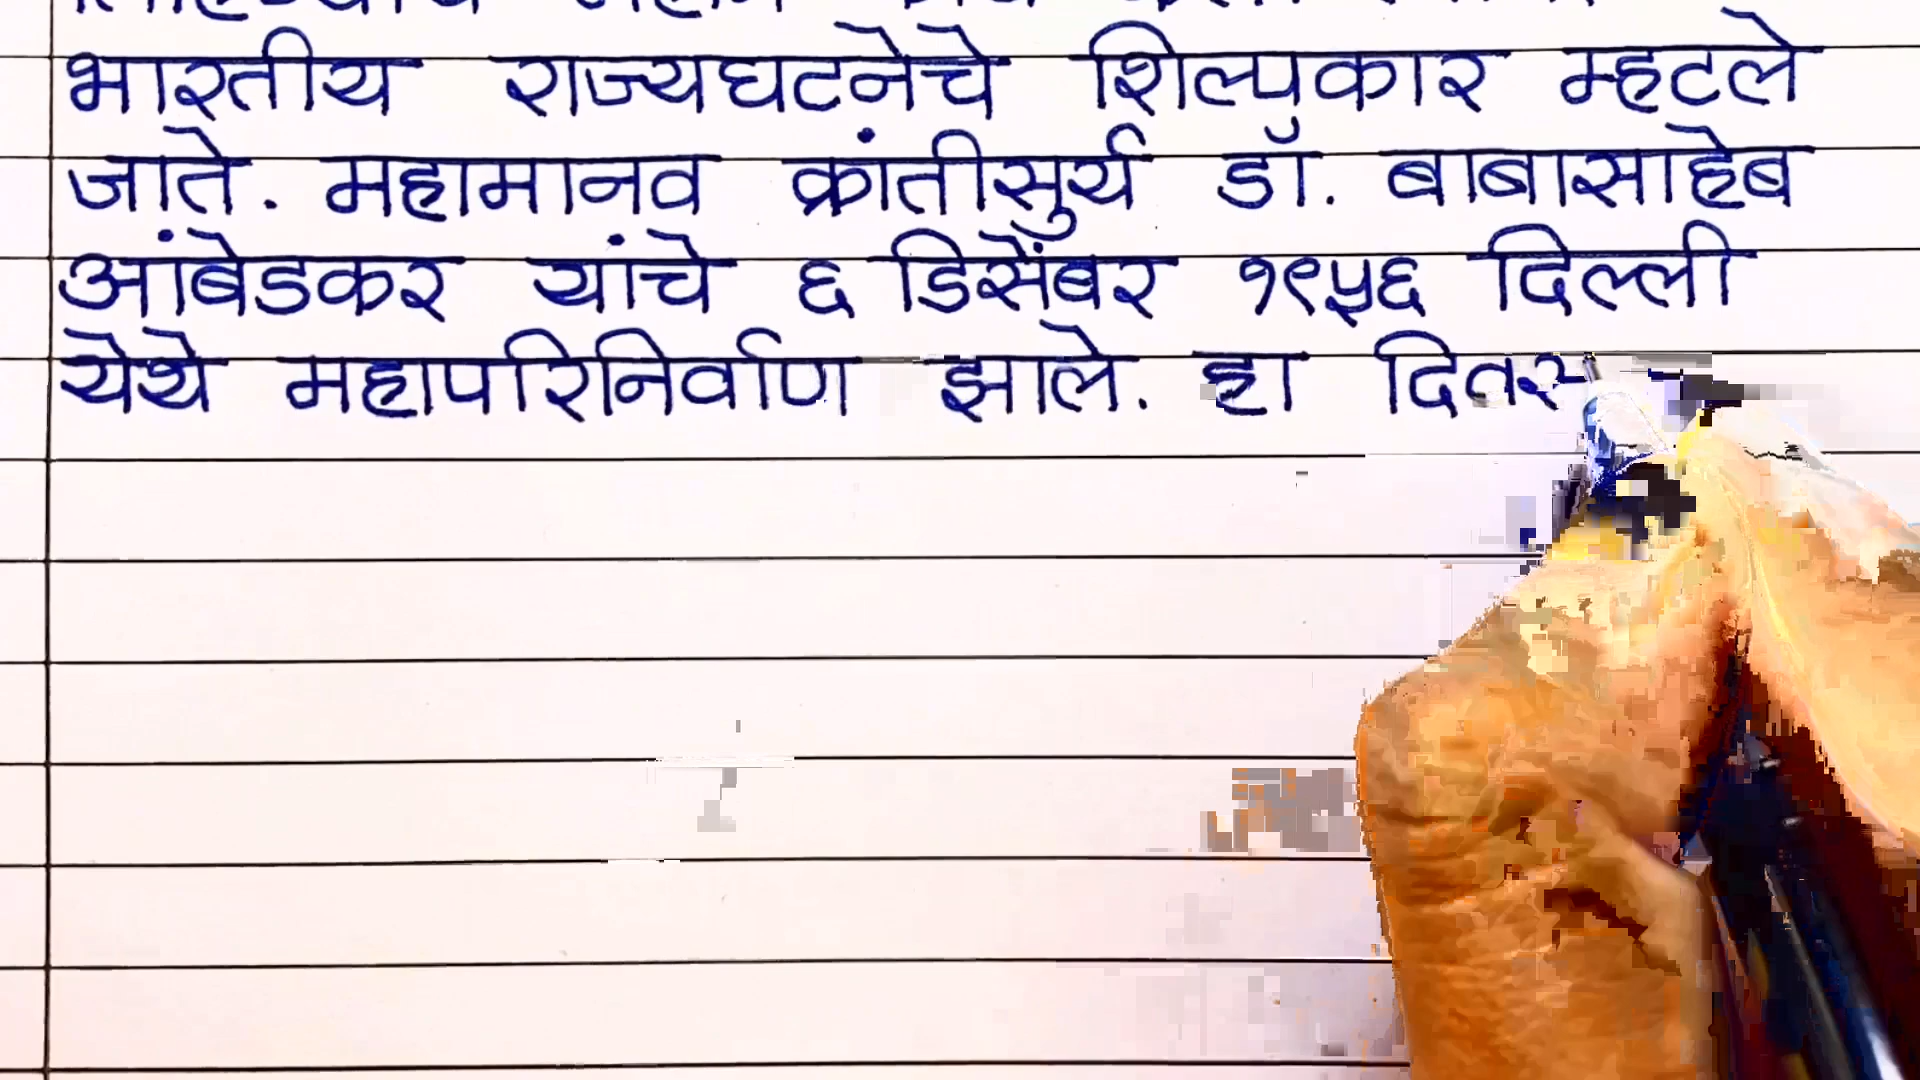 भारतीय राज्यघटनेचे शिल्पकार म्हटले
जाते. महामानव क्रांतीसुर्य डॉ. बाबासाहेब
आंबेडकर यांचे ६ डिसेंबर १९५६ दिल्ली
येथे महापरिनिर्वाण झाले. हा